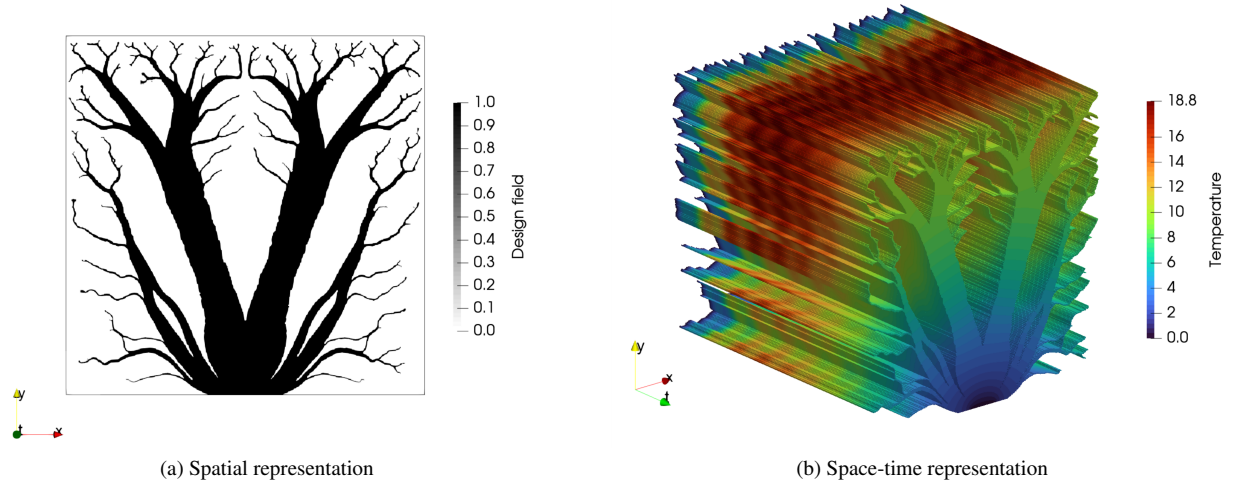 1.0
0.9
0.8
0.7
0.6
0.5
0.4
0.3
0.2
0.1
0.0
Design field
y
t
x
(a) Spatial representation
18.8
16
14
12
10
8
6
4
2
0.0
Temperature
y
x
t
(b) Space-time representation